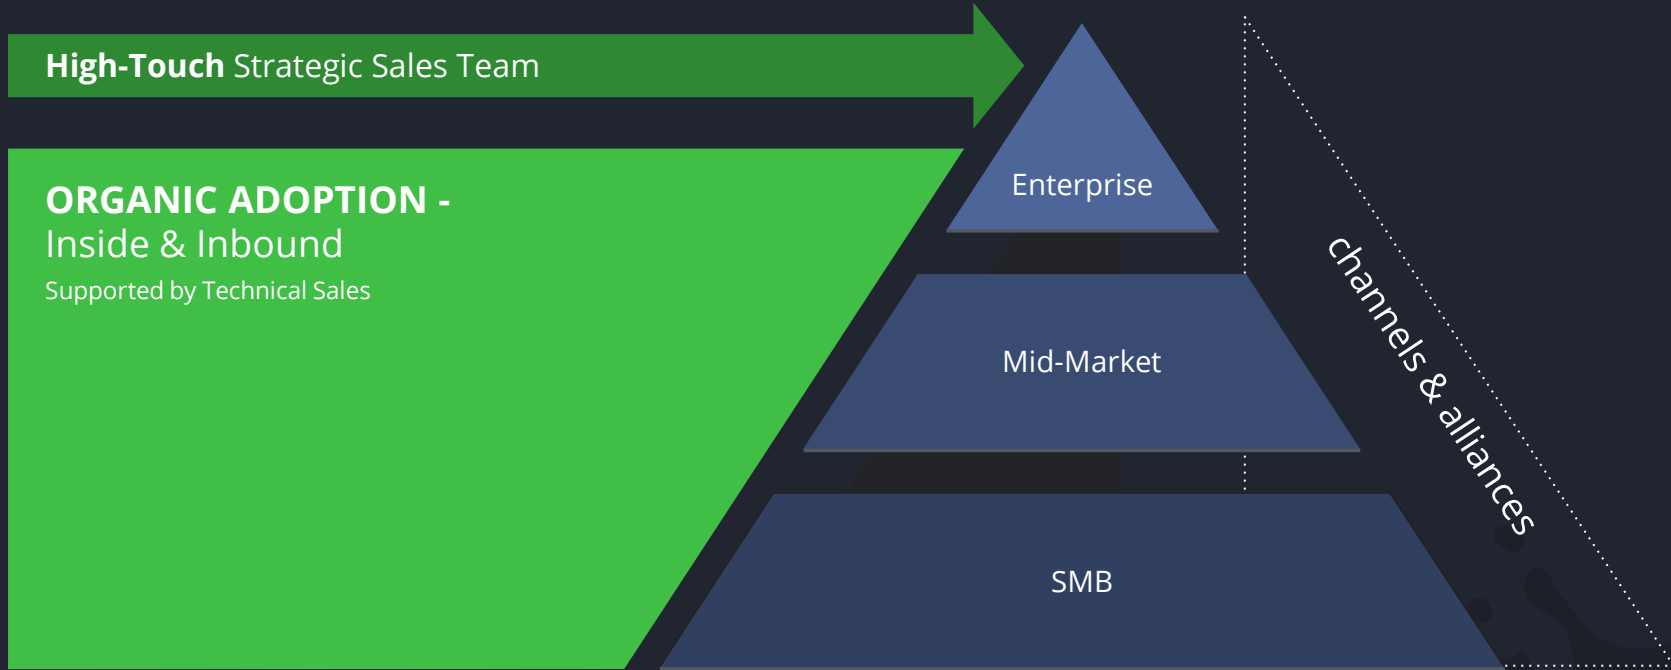 High-Touch Strategic Sales Team
ORGANIC ADOPTION -
Inside & Inbound
Supported by Technical Sales
Enterprise
Mid-Market
SMB
channels & alliances